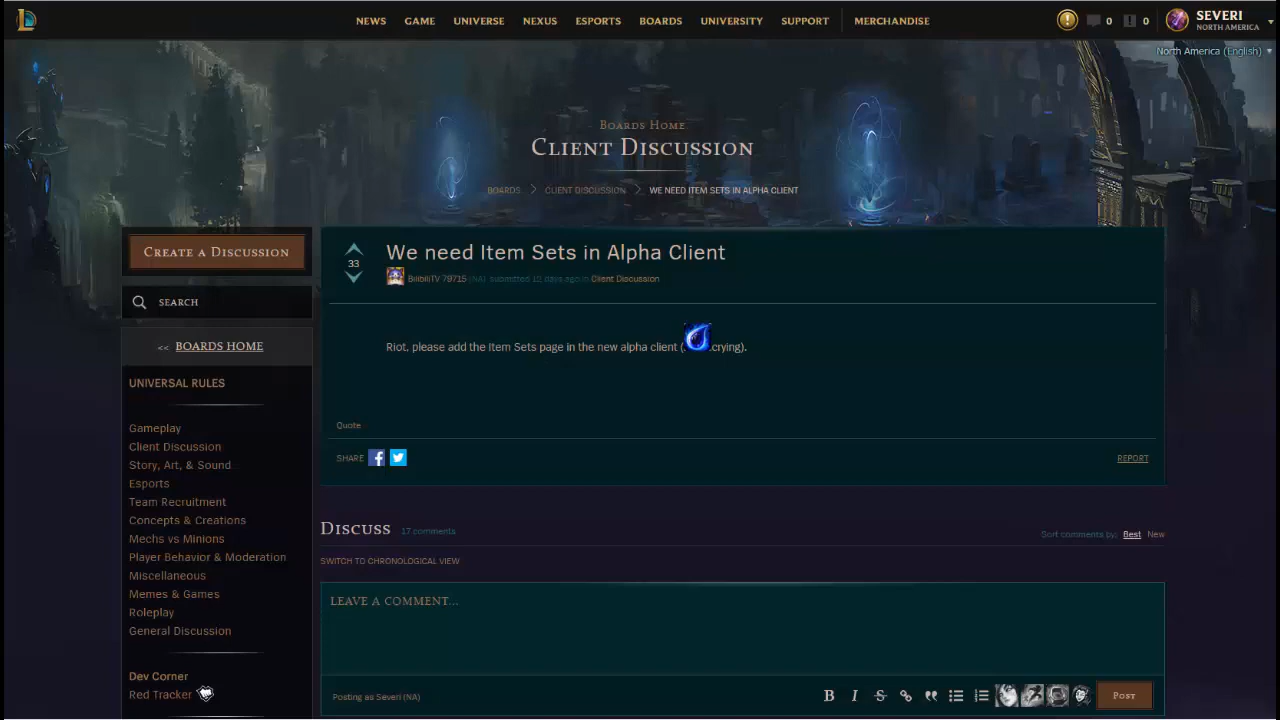 NEWS GAME UNIVERSE NEXUS ESPORTS BOARDS UNIVERSITY SUPPORT MERCHANDISE 0 0 SEVERI
NORTH AMERICA
North America (English)
BOARDS HOME
CLIENT DISCUSSION
BOARDS CLIENT DISCUSSION WE NEED ITEM SETS IN ALPHA CLIENT
CREATE A DISCUSSION
SEARCH
<< BOARDS HOME
UNIVERSAL RULES
Gameplay
Client Discussion
Story, Art, & Sound
Esports
Team Recruitment
Concepts & Creations
Mechs vs Minions
Player Behavior & Moderation
Miscellaneous
Memes & Games
Roleplay
General Discussion
Dev Corner
Red Tracker
33
We need Item Sets in Alpha Client
BilibiliTV 79715 (NA) submitted days ago in Client Discussion
Riot, please add the Item Sets page in the new alpha client (. .crying).
Quote
SHARE
REPORT
DISCUSS 17 comments
Sort comments by: Best New
SWITCH TO CHRONOLOGICAL VIEW
LEAVE A COMMENT...
Posting as Severi (NA)
B I S
POST